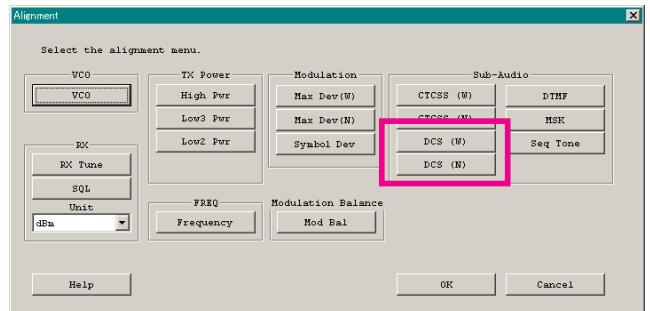 Alignment
Select the alignment menu.
VCO
VCO
TX Power
High Pwr
Low3 Pwr
Low2 Pwr
Modulation
Max Dev(W)
Max Dev(N)
Symbol Dev
Sub-Audio
CTCSS (W)
CTCSS (N)
DCS (W)
DCS (N)
DTMF
MSK
Seq Tone
RX
RX Tune
SQL
Unit
dBm
FREQ
Frequency
Modulation Balance
Mod Bal
Help
OK
Cancel